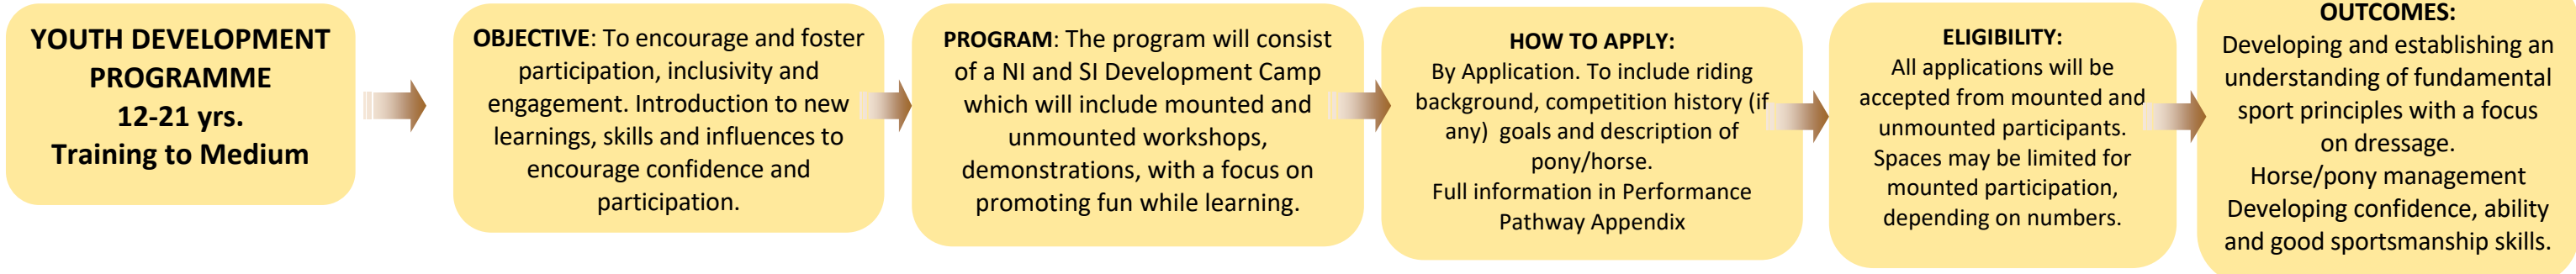 YOUTH DEVELOPMENT
PROGRAMME
12-21 yrs.
Training to Medium
OBJECTIVE: To encourage and foster
participation, inclusivity and
engagement. Introduction to new
learnings, skills and influences to
encourage confidence and
participation.
PROGRAM: The program will consist
of a NI and SI Development Camp
which will include mounted and
unmounted workshops,
demonstrations, with a focus on
promoting fun while learning.
HOW TO APPLY:
By Application. To include riding
background, competition history (if
any) goals and description of
pony/horse.
Full information in Performance
Pathway Appendix
ELIGIBILITY:
All applications will be
accepted from mounted and
unmounted participants.
Spaces may be limited for
mounted participation,
depending on numbers.
OUTCOMES:
Developing and establishing an
understanding of fundamental
sport principles with a focus
on dressage.
Horse/pony management
Developing confidence, ability
and good sportsmanship skills.